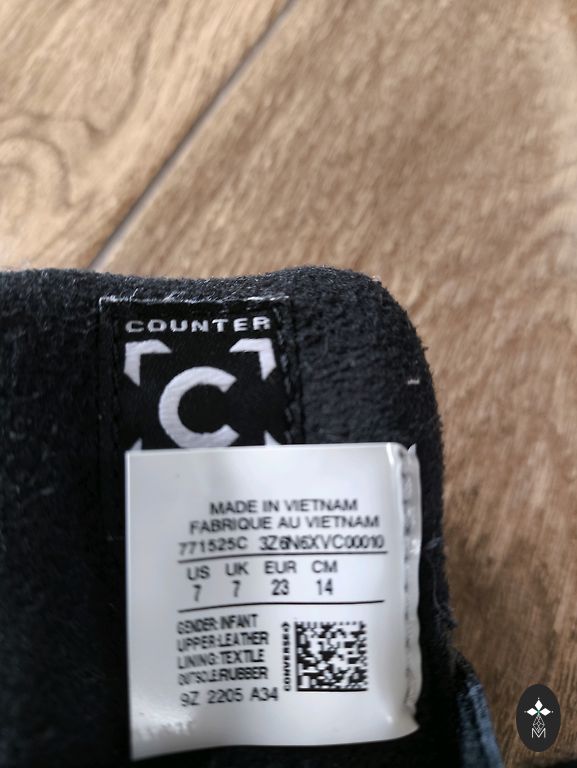 COUNTER
C
MADE IN VIETNAM
FABRIQUE AU VIETNAM
771525C 3Z6N6XVC00010
US UK EUR CM
7 7 23 14
GENDER:INFANT
UPPER:LEATHER
LINING:TEXTILE
OUTSOLE:RUBBER
CONVERSE
9Z 2205 A34
M